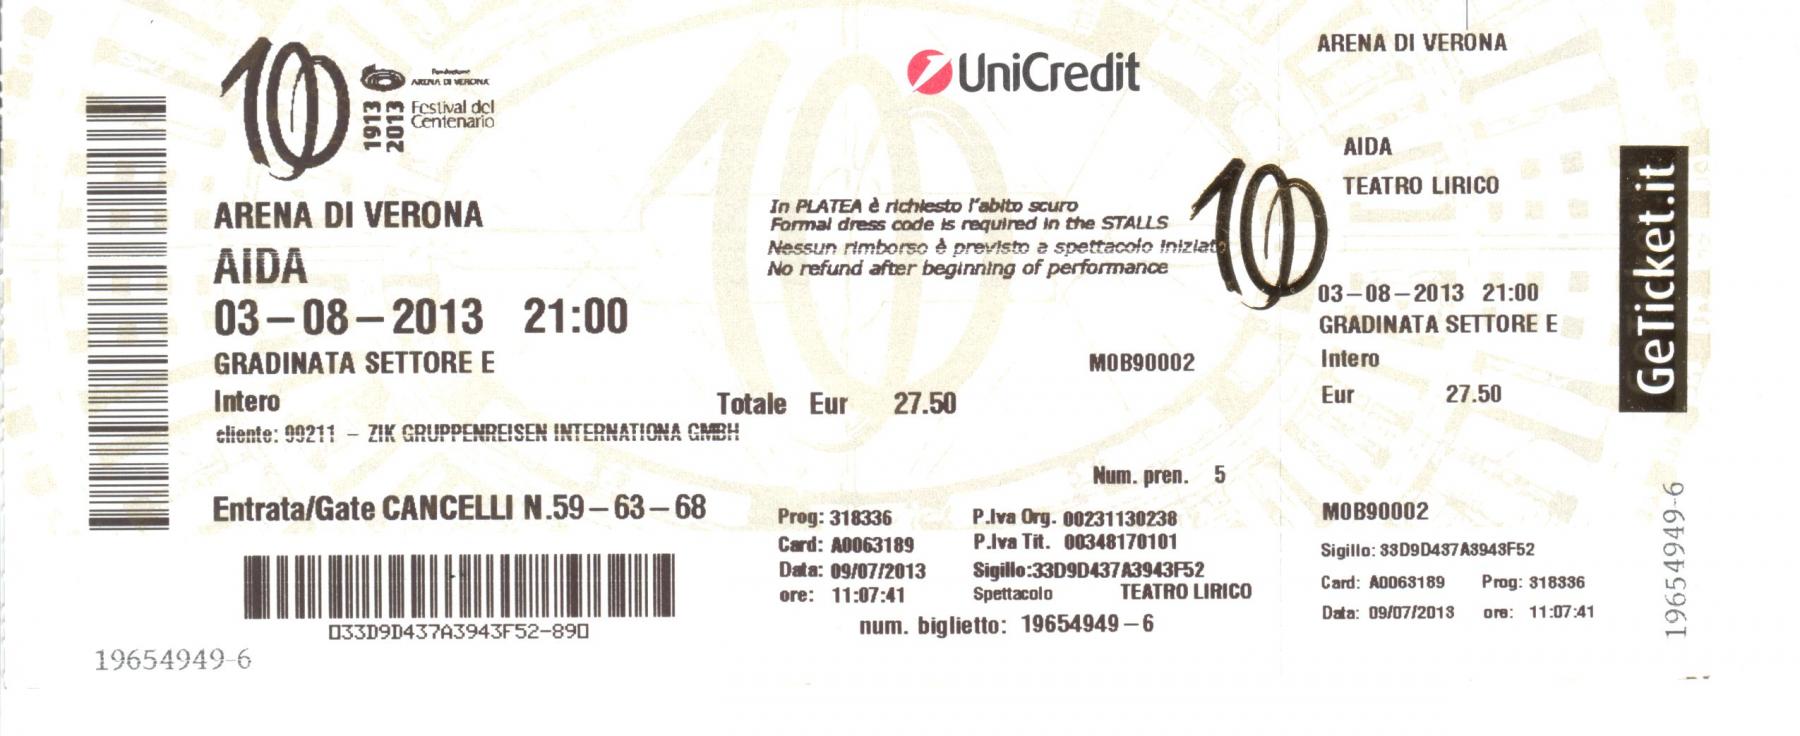 100
1913
2013
Fondazione
ARENA DI VERONA
Festival del
Centenario
UniCredit
ARENA DI VERONA
AIDA
03-08-2013 21:00
GRADINATA SETTORE E
Intero
Totale Eur 27.50
cliente: 99211 - ZIK GRUPPENREISEN INTERNATIONA GMBH
Entrata/Gate CANCELLI N.59-63-68
033D9D437A3943F52-890
19654949-6
In PLATEA è richiesto l'abito scuro
Formal dress code is required in the STALLS
Nessun rimborso è previsto a spettacolo iniziato
No refund after beginning of performance
M0B90002
Num. pren. 5
Prog: 318336
Card: A0063189
Data: 09/07/2013
ore: 11:07:41
P.Iva Org. 00231130238
P.Iva Tit. 00348170101
Sigillo:33D9D437A3943F52
Spettacolo TEATRO LIRICO
num. biglietto: 19654949-6
100
ARENA DI VERONA
AIDA
TEATRO LIRICO
03-08-2013 21:00
GRADINATA SETTORE E
Intero
Eur 27.50
M0B90002
Sigillo: 33D9D437A3943F52
Card: A0063189 Prog: 318336
Data: 09/07/2013 ore: 11:07:41
GeTicket.it
19654949-6